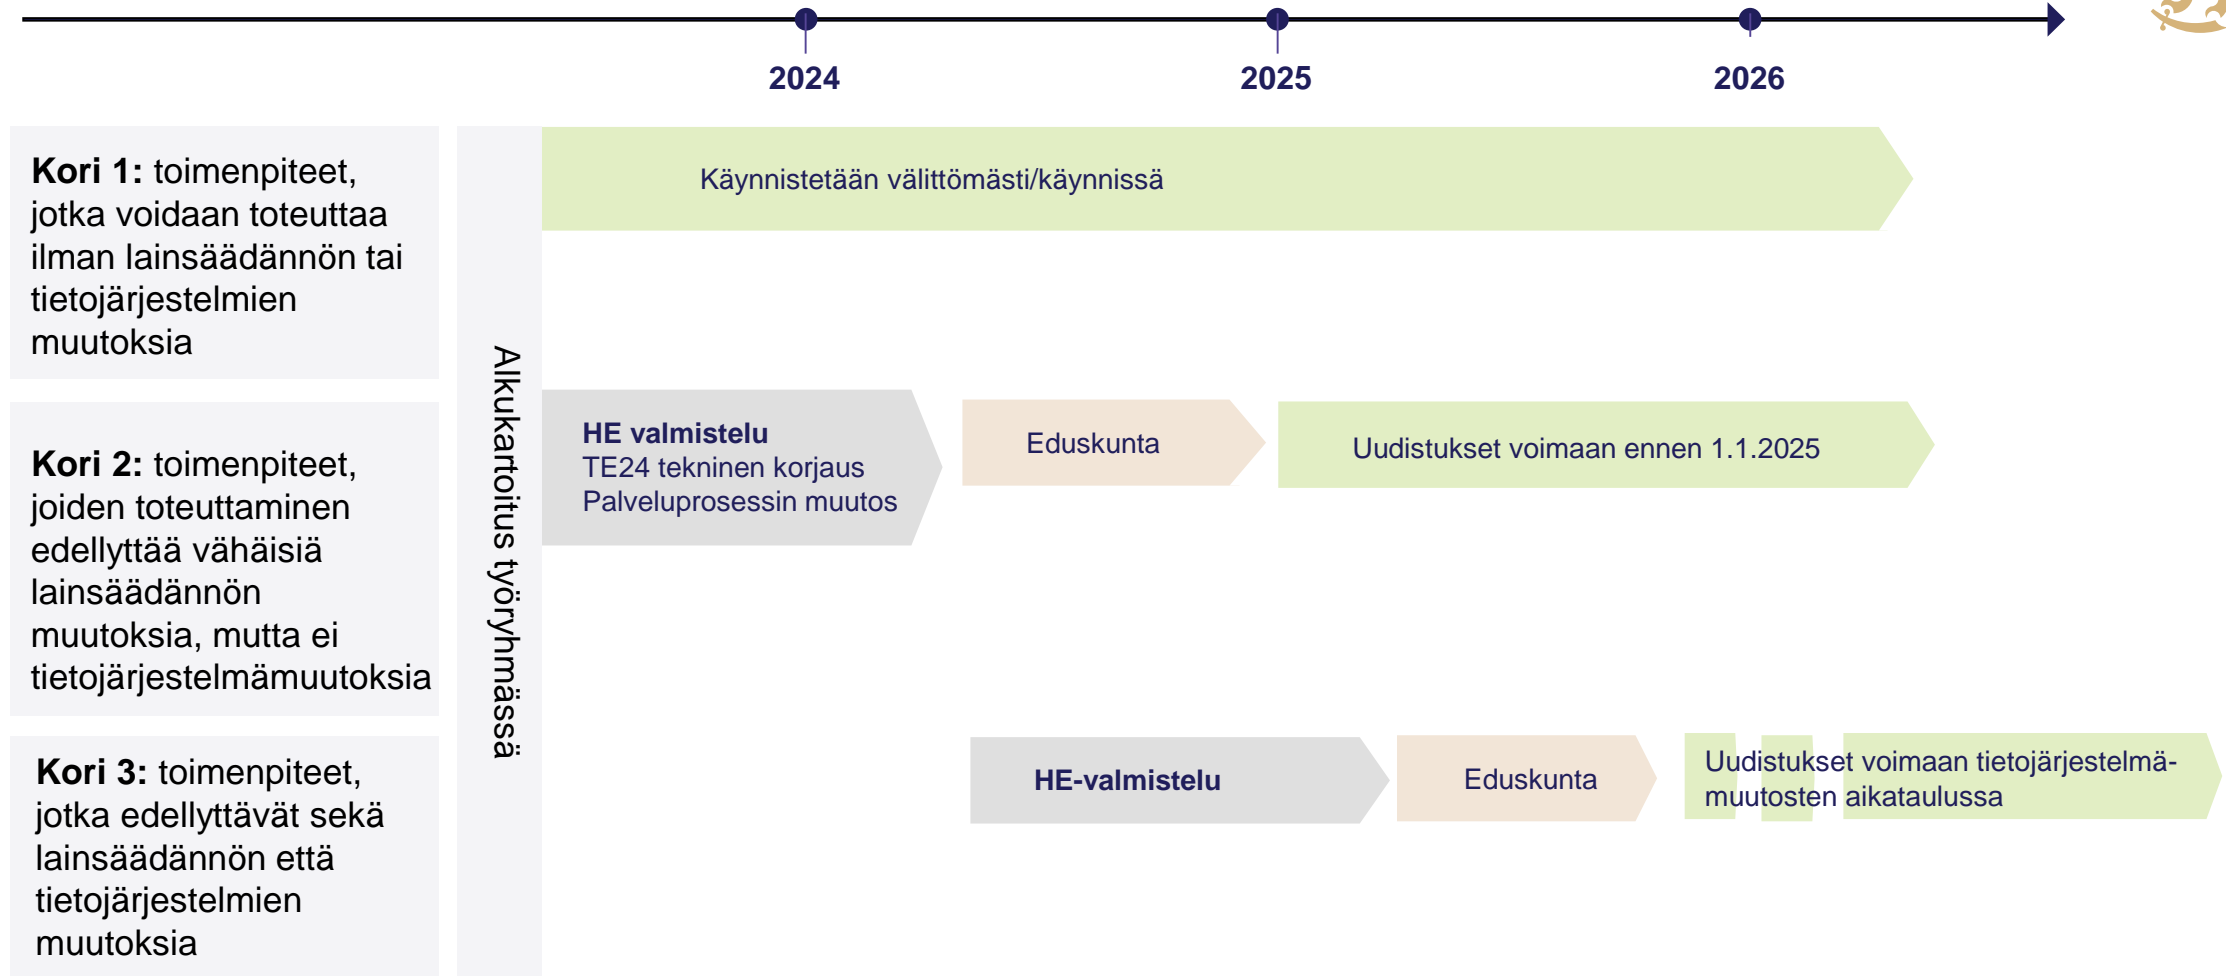 2024
2025
2026
Kori 1: toimenpiteet,
jotka voidaan toteuttaa
ilman lainsäädännön tai
tietojärjestelmien
muutoksia
Kori 2: toimenpiteet,
joiden toteuttaminen
edellyttää vähäisiä
lainsäädännön
muutoksia, mutta ei
tietojärjestelmämuutoksia
Kori 3: toimenpiteet,
jotka edellyttävät sekä
lainsäädännön että
tietojärjestelmien
muutoksia
Alkukartoitus työryhmässä
Käynnistetään välittömästi/käynnissä
HE valmistelu
TE24 tekninen korjaus
Palveluprosessin muutos
Eduskunta
Uudistukset voimaan ennen 1.1.2025
HE-valmistelu
Eduskunta
Uudistukset voimaan tietojärjestelmä-
muutosten aikataulussa